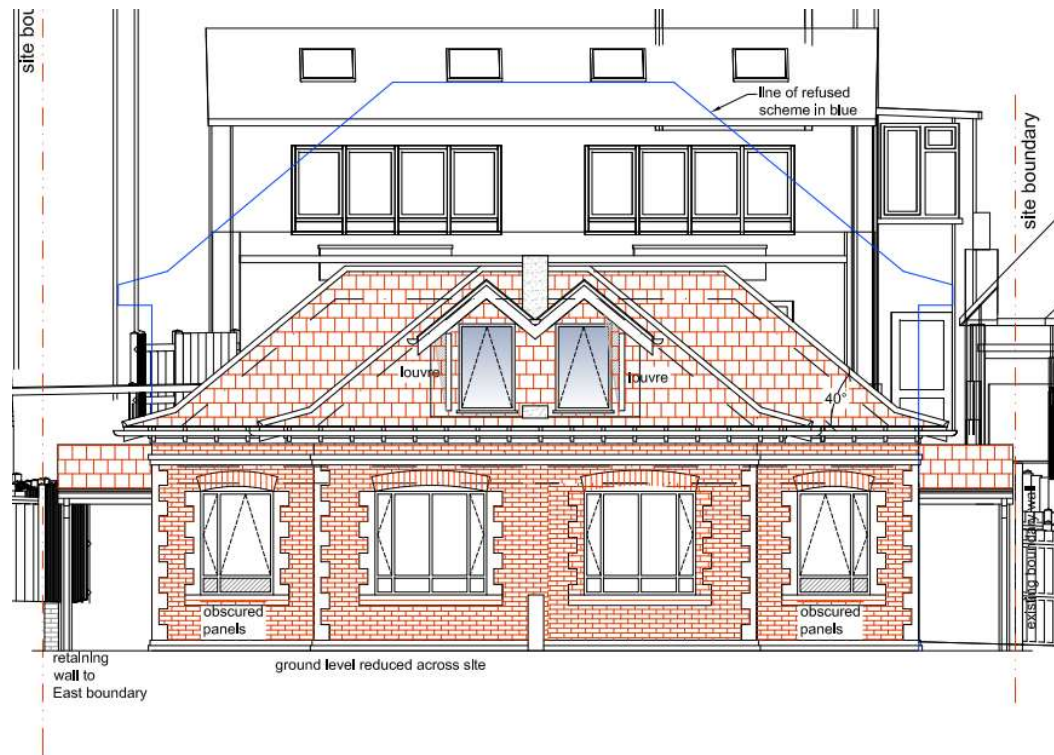 site bou
line of refused
scheme in blue
site boundary
louvre
louvre
40°
obscured
panels
obscured
panels
existing boundary wall
retaining
wall to
East boundary
ground level reduced across site